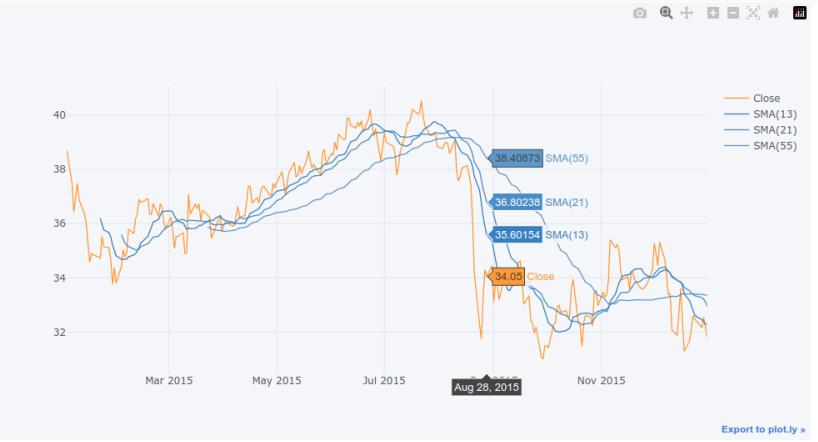 Close
SMA(13)
SMA(21)
SMA(55)
40
38
36
34
32
38.40873 SMA(55)
36.80238 SMA(21)
35.60154 SMA(13)
34.05 Close
Mar 2015
May 2015
Jul 2015
Nov 2015
Aug 28, 2015
Export to plot.ly »